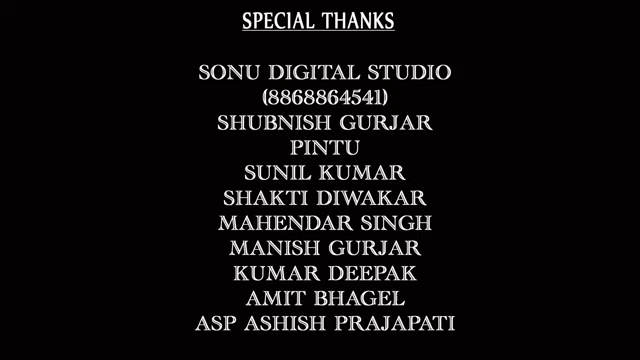 SPECIAL THANKS
SONU DIGITAL STUDIO
(8868864541)
SHUBNISH GURJAR
PINTU
SUNIL KUMAR
SHAKTI DIWAKAR
MAHENDAR SINGH
MANISH GURJAR
KUMAR DEEPAK
AMIT BHAGEL
ASP ASHISH PRAJAPATI